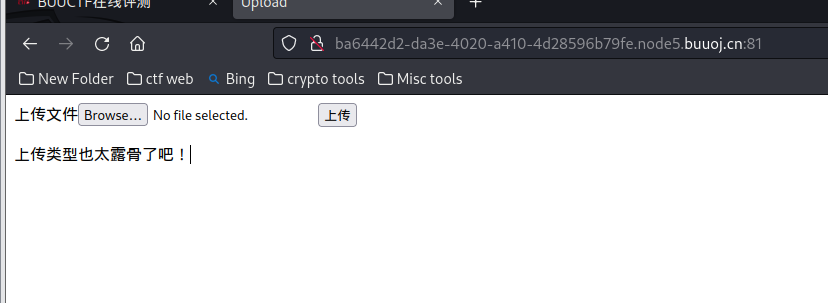 BUUCTF在线评测
Upload
ba6442d2-da3e-4020-a410-4d28596b79fe.node5.buuoj.cn:81
New Folder ctf web Bing crypto tools Misc tools
上传文件 Browse... No file selected. 上传
上传类型也太露骨了吧！